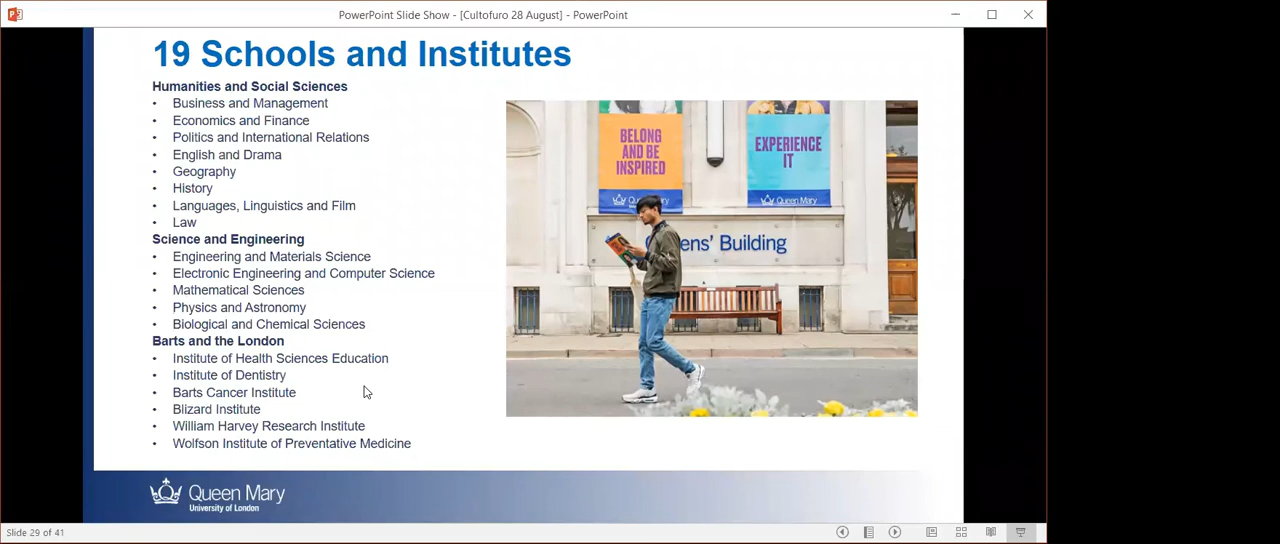 PowerPoint Slide Show - [Cultofuro 28 August] - PowerPoint
19 Schools and Institutes
Humanities and Social Sciences
• Business and Management
• Economics and Finance
• Politics and International Relations
• English and Drama
• Geography
• History
• Languages, Linguistics and Film
• Law
Science and Engineering
• Engineering and Materials Science
• Electronic Engineering and Computer Science
• Mathematical Sciences
• Physics and Astronomy
• Biological and Chemical Sciences
Barts and the London
• Institute of Health Sciences Education
• Institute of Dentistry
• Barts Cancer Institute
• Blizard Institute
• William Harvey Research Institute
• Wolfson Institute of Preventative Medicine
BELONG
AND BE
INSPIRED
Queen Mary
EXPERIENCE
IT
Queen Mary
ens' Building
Queen Mary
University of London
Slide 29 of 41